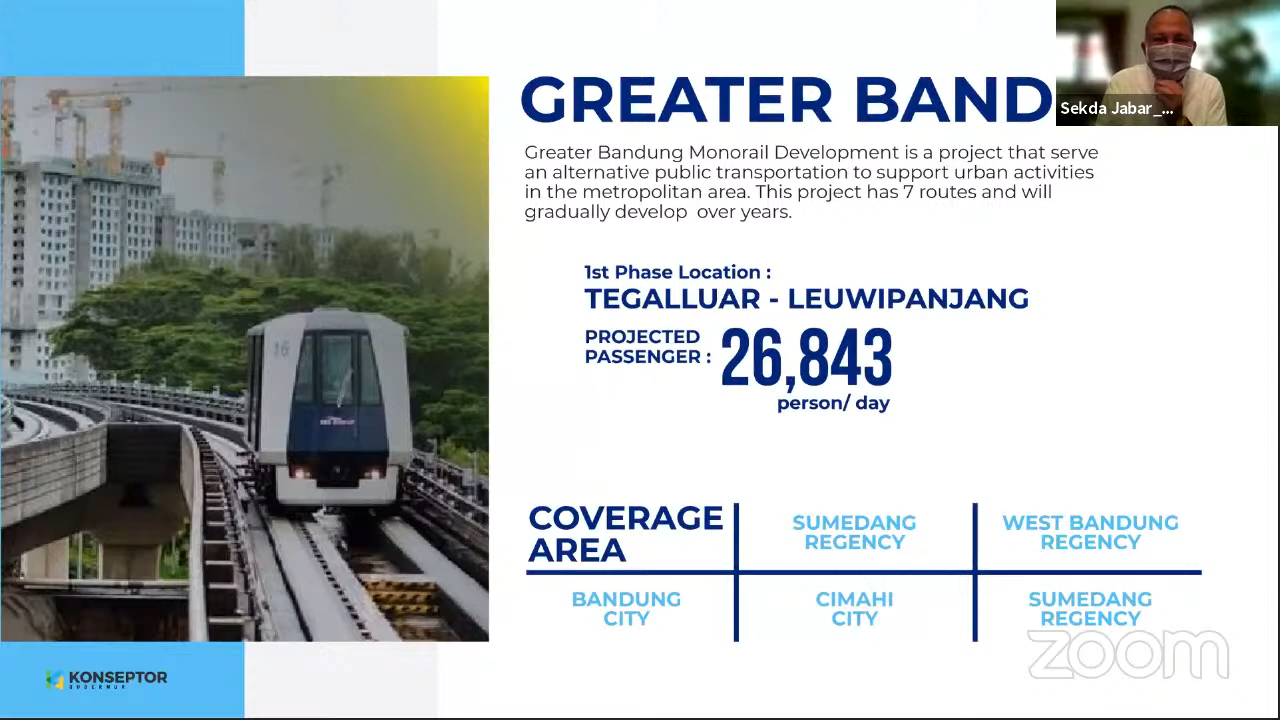 GREATER BAND
Sekda Jabar_...
Greater Bandung Monorail Development is a project that serve
an alternative public transportation to support urban activities
in the metropolitan area. This project has 7 routes and will
gradually develop over years.
1st Phase Location :
TEGALLUAR - LEUWIPANJANG
PROJECTED
PASSENGER :
26,843
person/ day
COVERAGE
AREA
SUMEDANG
REGENCY
WEST BANDUNG
REGENCY
BANDUNG
CITY
CIMAHI
CITY
SUMEDANG
REGENCY
zoom
KONSEPTOR
16